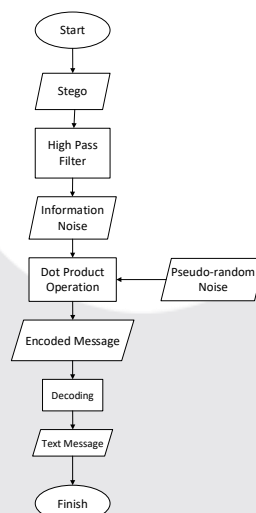 Start
Stego
High Pass
Filter
Information
Noise
Dot Product
Operation
Pseudo-random
Noise
Encoded Message
Decoding
Text Message
Finish